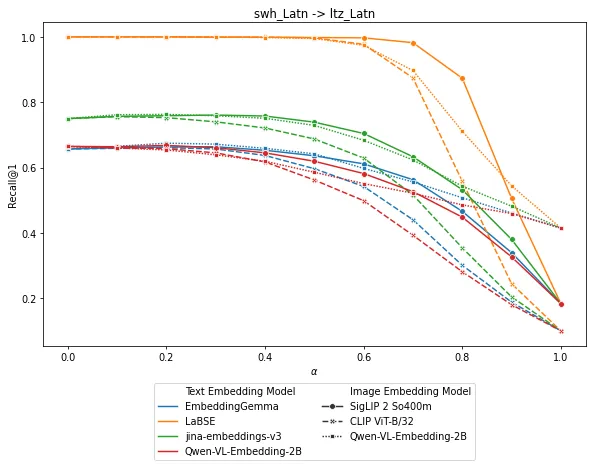 swh_Latn -> ltz_Latn
Recall@1
1.0
0.8
0.6
0.4
0.2
0.0 0.2 0.4 0.6 0.8 1.0
α
Text Embedding Model
EmbeddingGemma
LaBSE
jina-embeddings-v3
Qwen-VL-Embedding-2B
Image Embedding Model
SigLIP 2 So400m
CLIP ViT-B/32
Qwen-VL-Embedding-2B